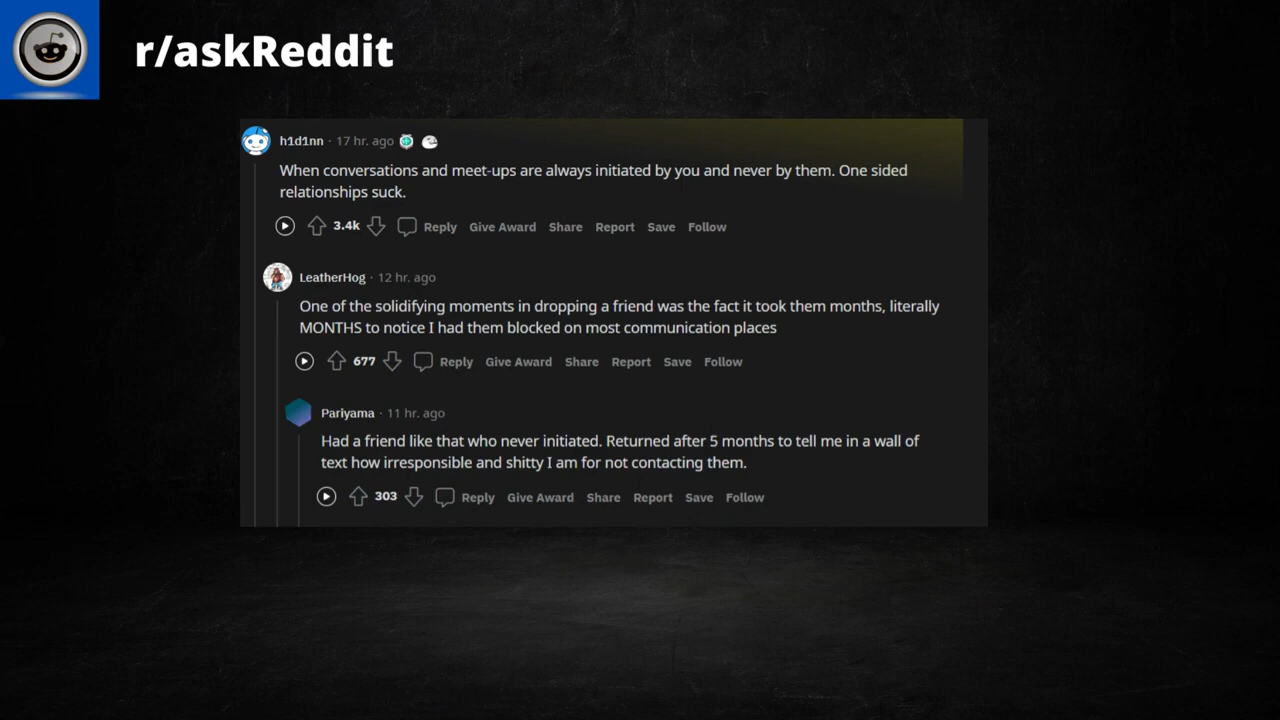 r/askReddit
h1d1nn · 17 hr. ago
When conversations and meet-ups are always initiated by you and never by them. One sided
relationships suck.
3.4k Reply Give Award Share Report Save Follow
LeatherHog · 12 hr. ago
One of the solidifying moments in dropping a friend was the fact it took them months, literally
MONTHS to notice I had them blocked on most communication places
677 Reply Give Award Share Report Save Follow
Pariyama · 11 hr. ago
Had a friend like that who never initiated. Returned after 5 months to tell me in a wall of
text how irresponsible and shitty I am for not contacting them.
303 Reply Give Award Share Report Save Follow